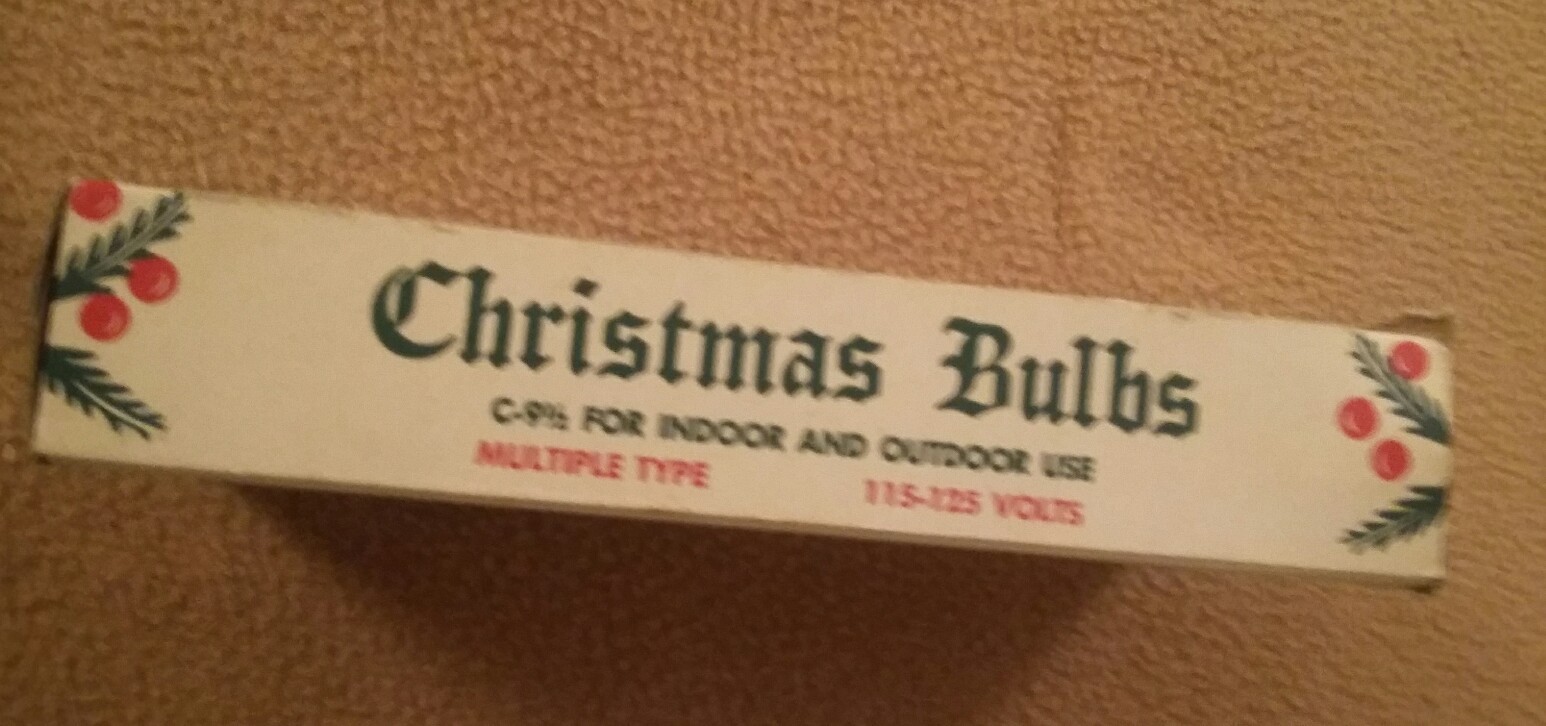 Christmas Bulbs
C-9½ FOR INDOOR AND OUTDOOR USE
MULTIPLE TYPE 115-125 VOLTS